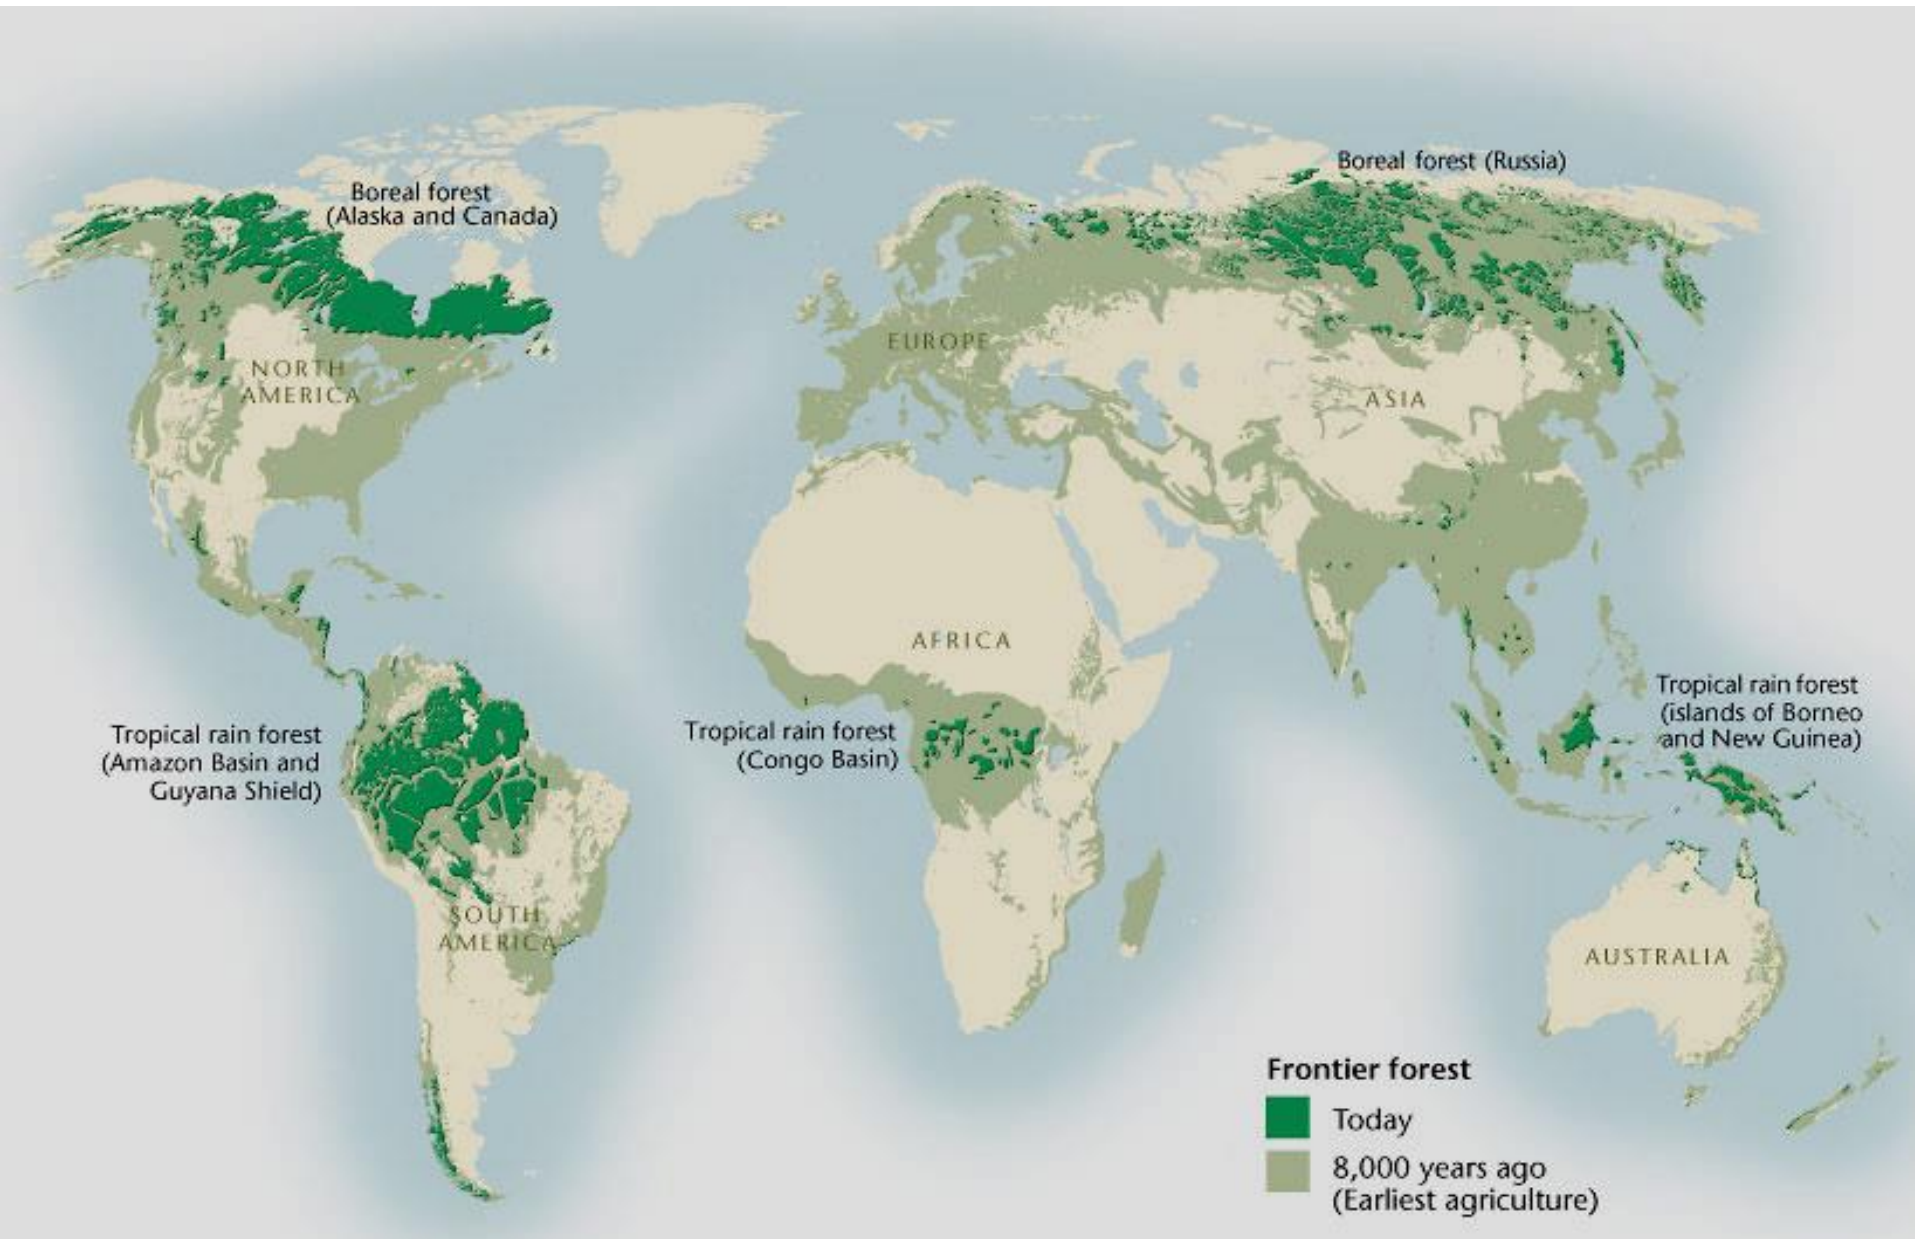 Boreal forest (Russia)
Boreal forest
(Alaska and Canada)
EUROPE
NORTH
AMERICA
ASIA
AFRICA
Tropical rain forest
(islands of Borneo
and New Guinea)
Tropical rain forest
(Amazon Basin and
Guyana Shield)
Tropical rain forest
(Congo Basin)
SOUTH
AMERICA
AUSTRALIA
Frontier forest
Today
8,000 years ago
(Earliest agriculture)